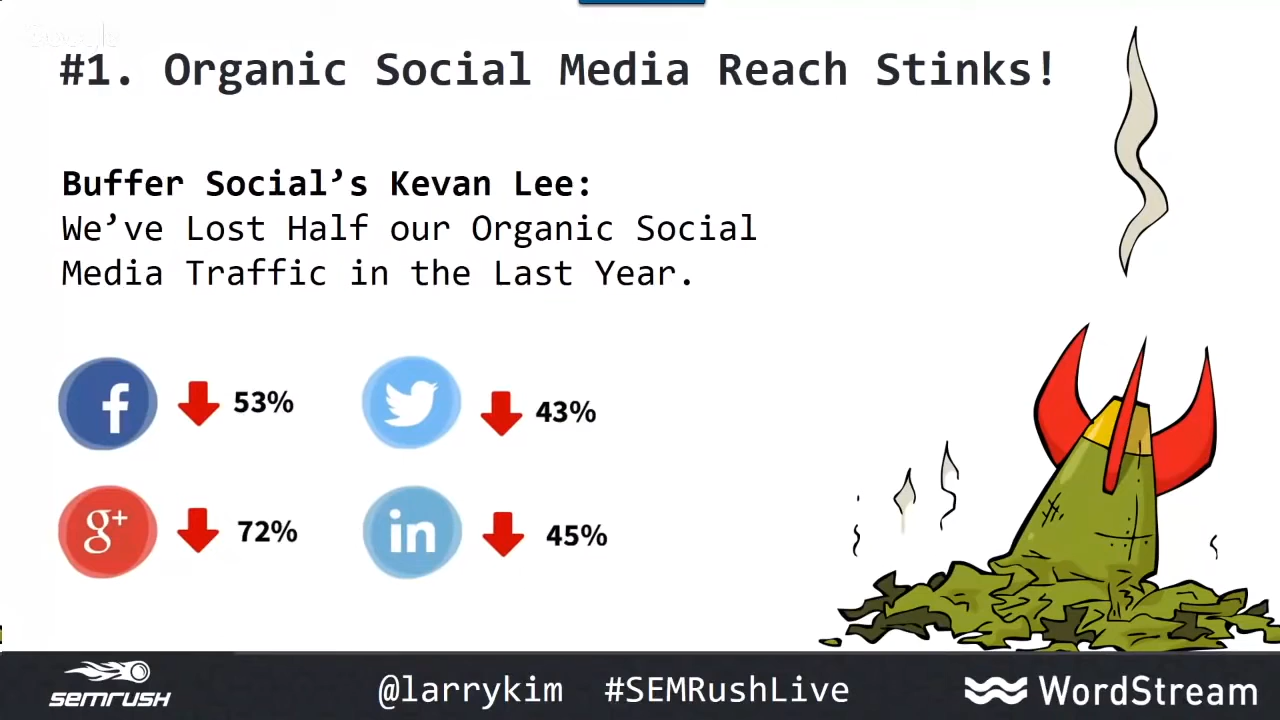 #1. Organic Social Media Reach Stinks!
Buffer Social’s Kevan Lee:
We’ve Lost Half our Organic Social
Media Traffic in the Last Year.
f 53% 43%
g+ 72% in 45%
semrush @larrykim #SEMRushLive WordStream